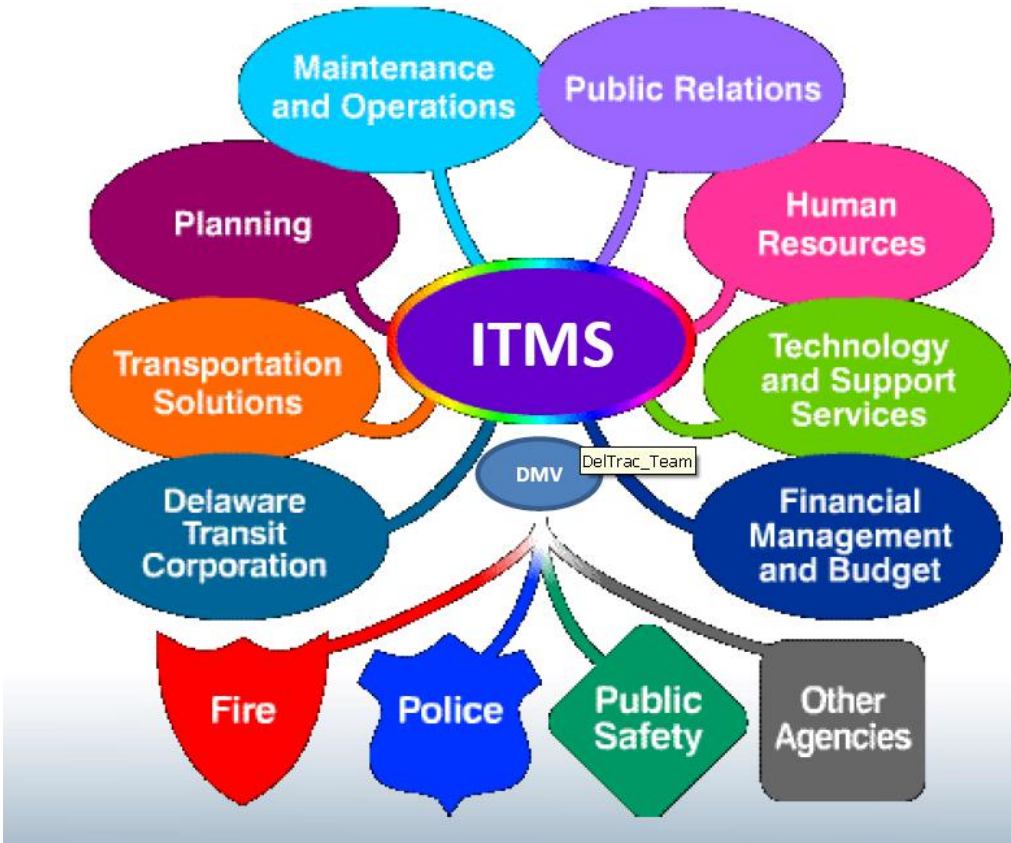 Maintenance
and Operations
Public Relations
Planning
Human
Resources
ITMS
Transportation
Solutions
Technology
and Support
Services
DMV
DelTrac_Team
Delaware
Transit
Corporation
Financial
Management
and Budget
Fire
Police
Public
Safety
Other
Agencies